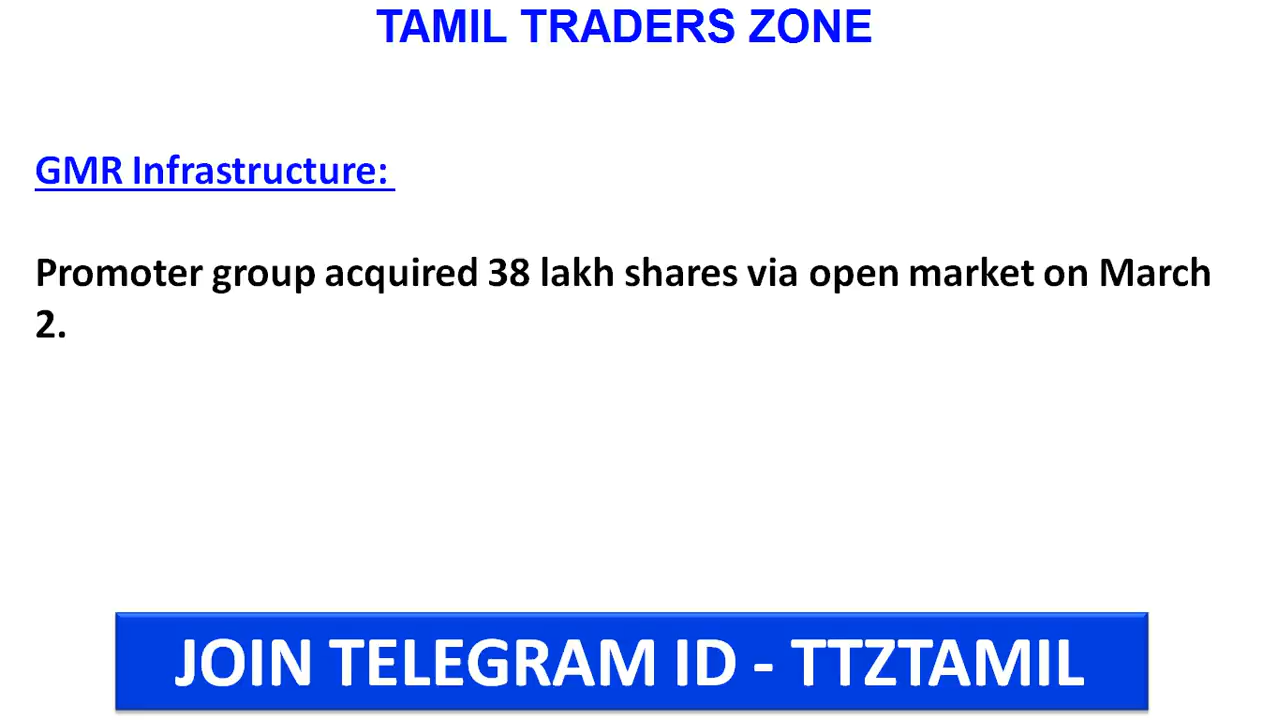 TAMIL TRADERS ZONE
GMR Infrastructure:
Promoter group acquired 38 lakh shares via open market on March
2.
JOIN TELEGRAM ID - TTZTAMIL